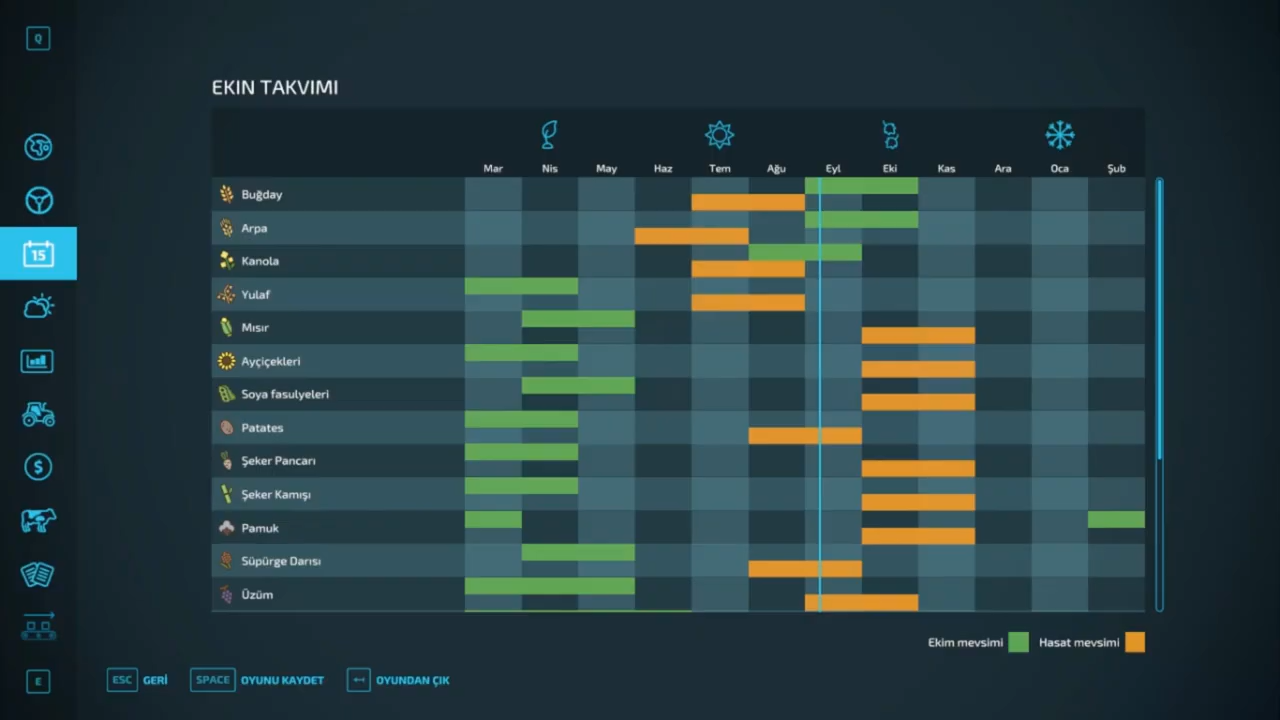 Q
EKIN TAKVIMI
Mar Nis May Haz Tem Ağu Eyl Eki Kas Ara Oca Şub
Buğday
Arpa
15
Kanola
Yulaf
Mısır
Ayçiçekleri
Soya fasulyeleri
Patates
Şeker Pancarı
$
Şeker Kamışı
Pamuk
Süpürge Darısı
Üzüm
Ekim mevsimi Hasat mevsimi
E
ESC GERİ SPACE OYUNU KAYDET ↔ OYUNDAN ÇIK